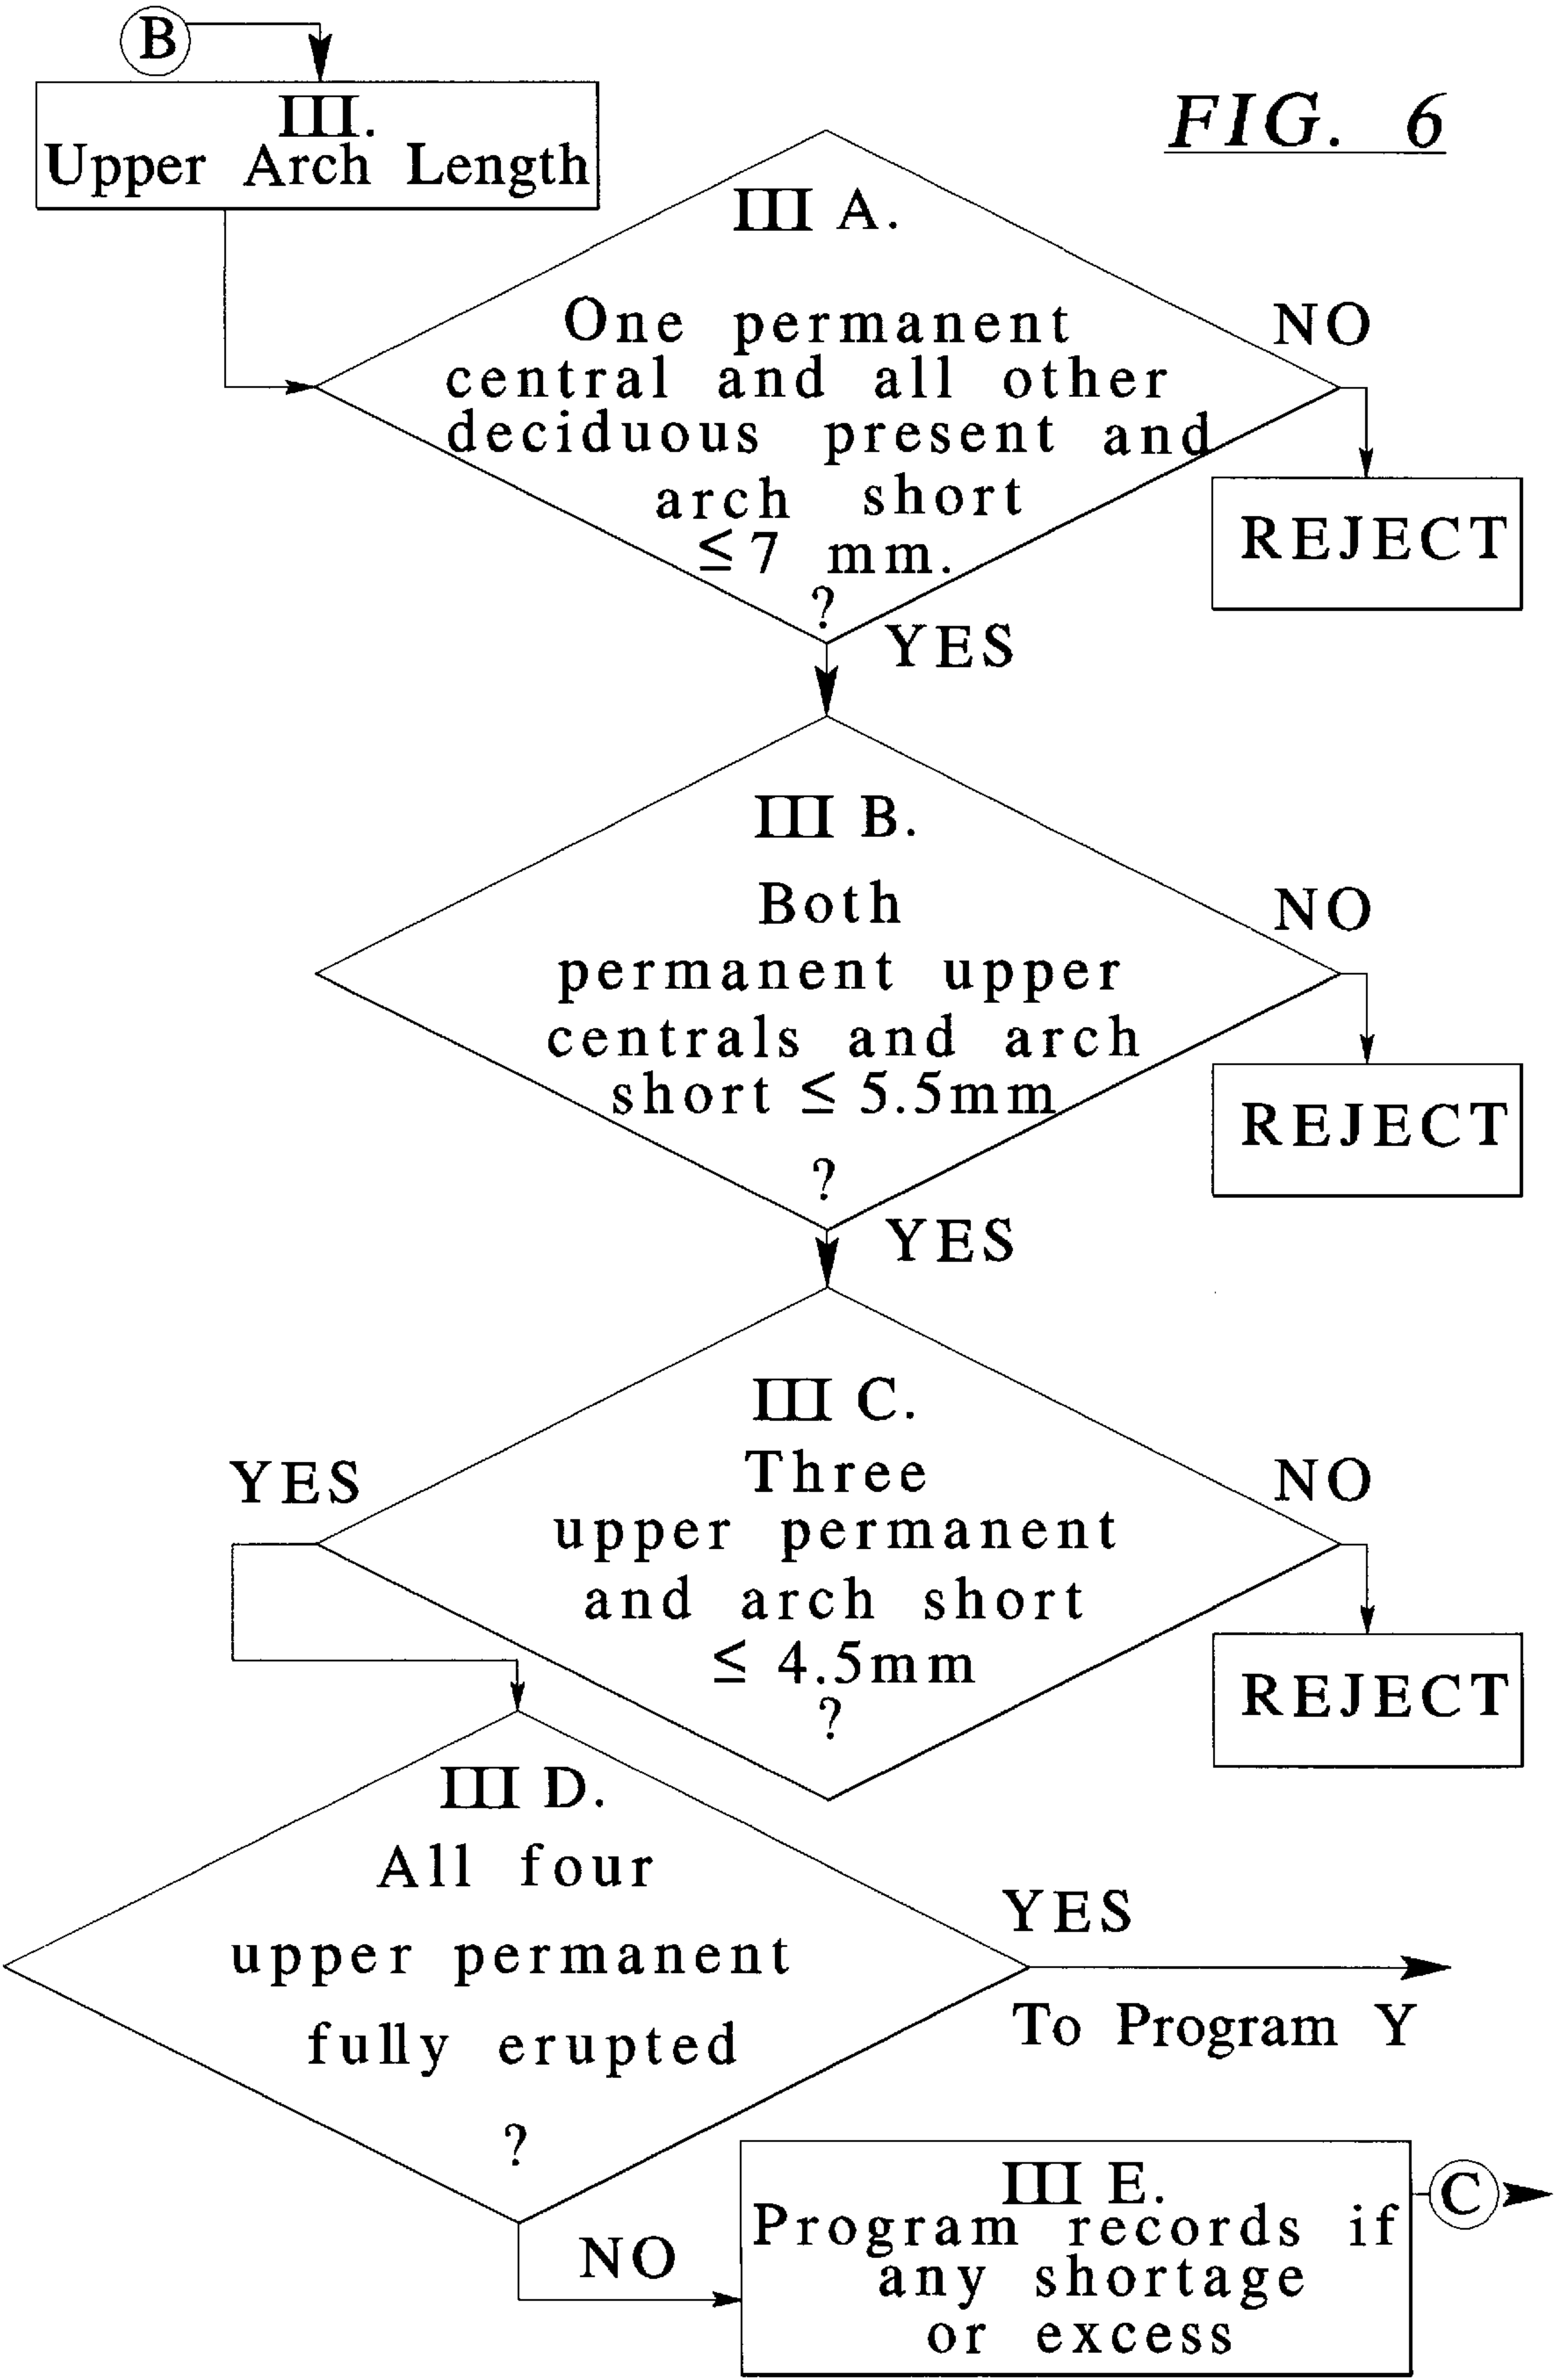 B
III.
Upper Arch Length
FIG. 6
III A.
One permanent
central and all other
deciduous present and
arch short
≤7 mm.
?
NO
REJECT
YES
III B.
Both
permanent upper
centrals and arch
short ≤ 5.5mm
?
NO
REJECT
YES
III C.
Three
upper permanent
and arch short
≤ 4.5mm
?
YES
NO
REJECT
III D.
All four
upper permanent
fully erupted
?
YES
To Program Y
NO
III E.
Program records if
any shortage
or excess
C